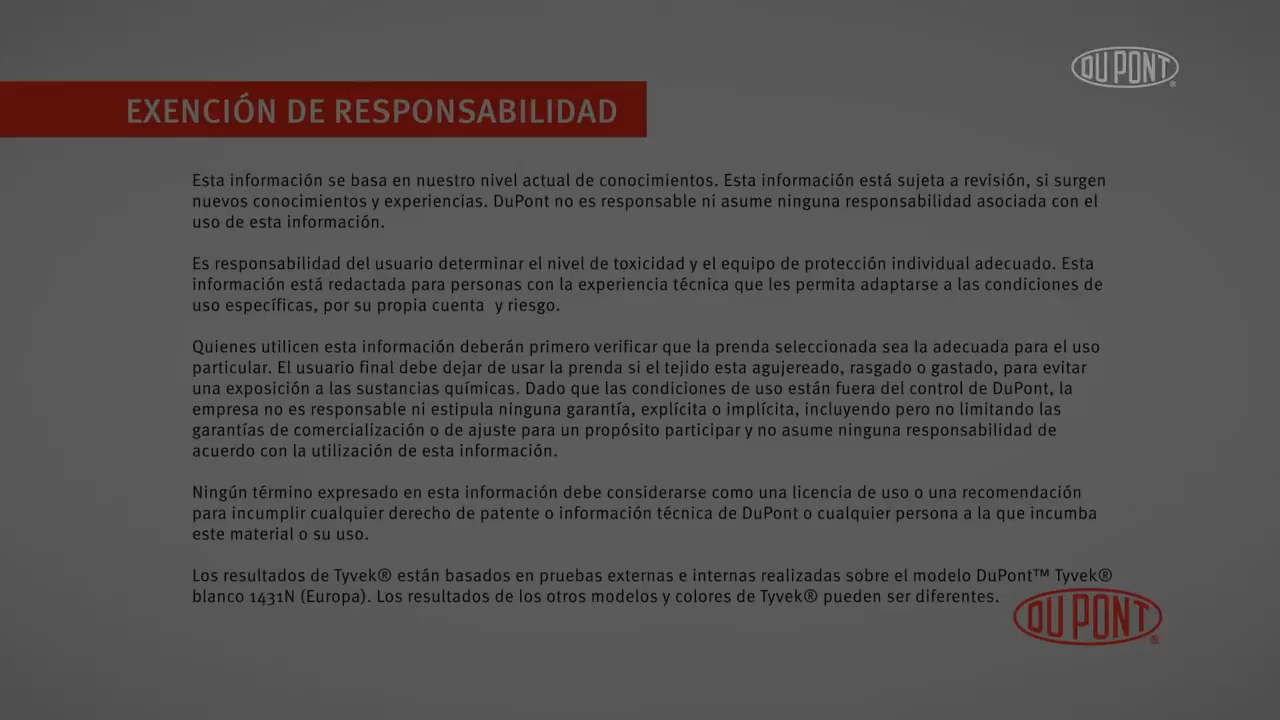 DU PONT
EXENCIÓN DE RESPONSABILIDAD
Esta información se basa en nuestro nivel actual de conocimientos. Esta información está sujeta a revisión, si surgen
nuevos conocimientos y experiencias. DuPont no es responsable ni asume ninguna responsabilidad asociada con el
uso de esta información.
Es responsabilidad del usuario determinar el nivel de toxicidad y el equipo de protección individual adecuado. Esta
información está redactada para personas con la experiencia técnica que les permita adaptarse a las condiciones de
uso específicas, por su propia cuenta  y riesgo.
Quienes utilicen esta información deberán primero verificar que la prenda seleccionada sea la adecuada para el uso
particular. El usuario final debe dejar de usar la prenda si el tejido esta agujereado, rasgado o gastado, para evitar
una exposición a las sustancias químicas. Dado que las condiciones de uso están fuera del control de DuPont, la
empresa no es responsable ni estipula ninguna garantía, explícita o implícita, incluyendo pero no limitando las
garantías de comercialización o de ajuste para un propósito participar y no asume ninguna responsabilidad de
acuerdo con la utilización de esta información.
Ningún término expresado en esta información debe considerarse como una licencia de uso o una recomendación
para incumplir cualquier derecho de patente o información técnica de DuPont o cualquier persona a la que incumba
este material o su uso.
Los resultados de Tyvek® están basados en pruebas externas e internas realizadas sobre el modelo DuPont™ Tyvek®
blanco 1431N (Europa). Los resultados de los otros modelos y colores de Tyvek® pueden ser diferentes.
DU PONT